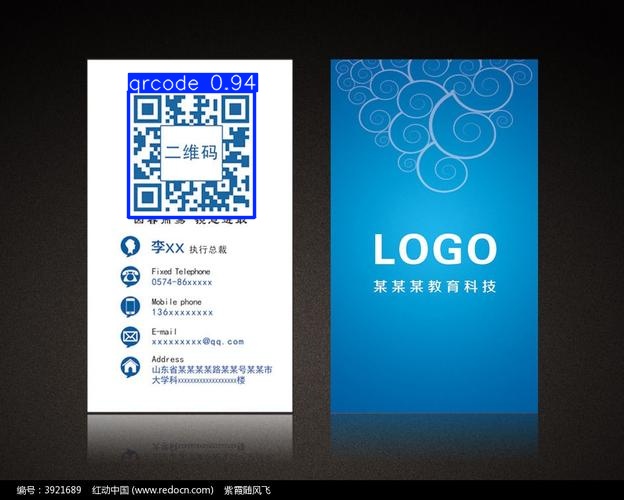 qrcode 0.94
二维码
李XX 执行总裁
Fixed Telephone
0574-86xxxxx
Mobile phone
136xxxxxxxx
E-mail
xxxxxxxxx@qq.com
Address
山东省某某某某路某某号某某市
大学科xxxxxxxxxxxxxxxxxx楼
LOGO
某某某教育科技
编号：3921689 红动中国 (www.redocn.com) 紫霞随风飞